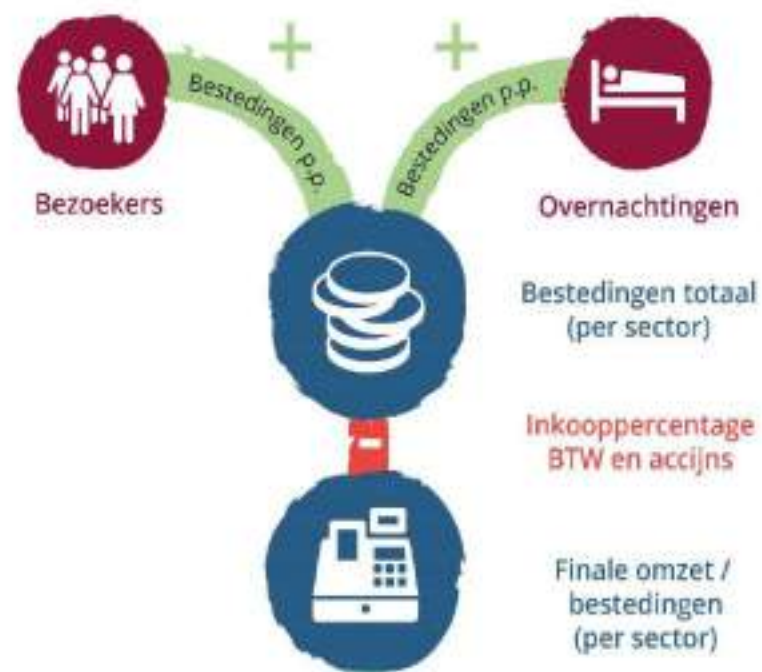 + +
Bestedingen p.p.
Bestedingen p.p.
Bezoekers
Overnachtingen
Bestedingen totaal
(per sector)
-
Inkooppercentage
BTW en accijns
Finale omzet /
bestedingen
(per sector)